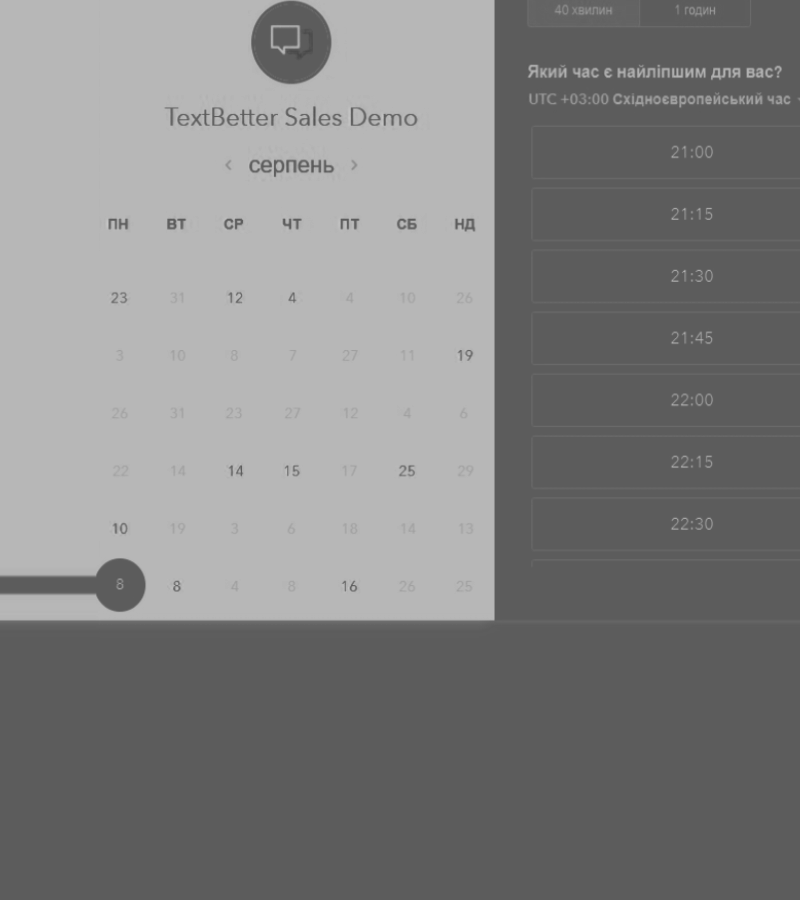 TextBetter Sales Demo
‹ серпень ›
ПН ВТ СР ЧТ ПТ СБ НД
23 31 12 4 4 10 26
3 10 8 7 27 11 19
26 31 23 27 12 4 6
22 14 14 15 17 25 29
10 19 3 6 18 14 13
8 8 4 8 16 26 25
40 хвилин 1 годин
Який час є найліпшим для вас?
UTC +03:00 Східноєвропейський час
21:00
21:15
21:30
21:45
22:00
22:15
22:30